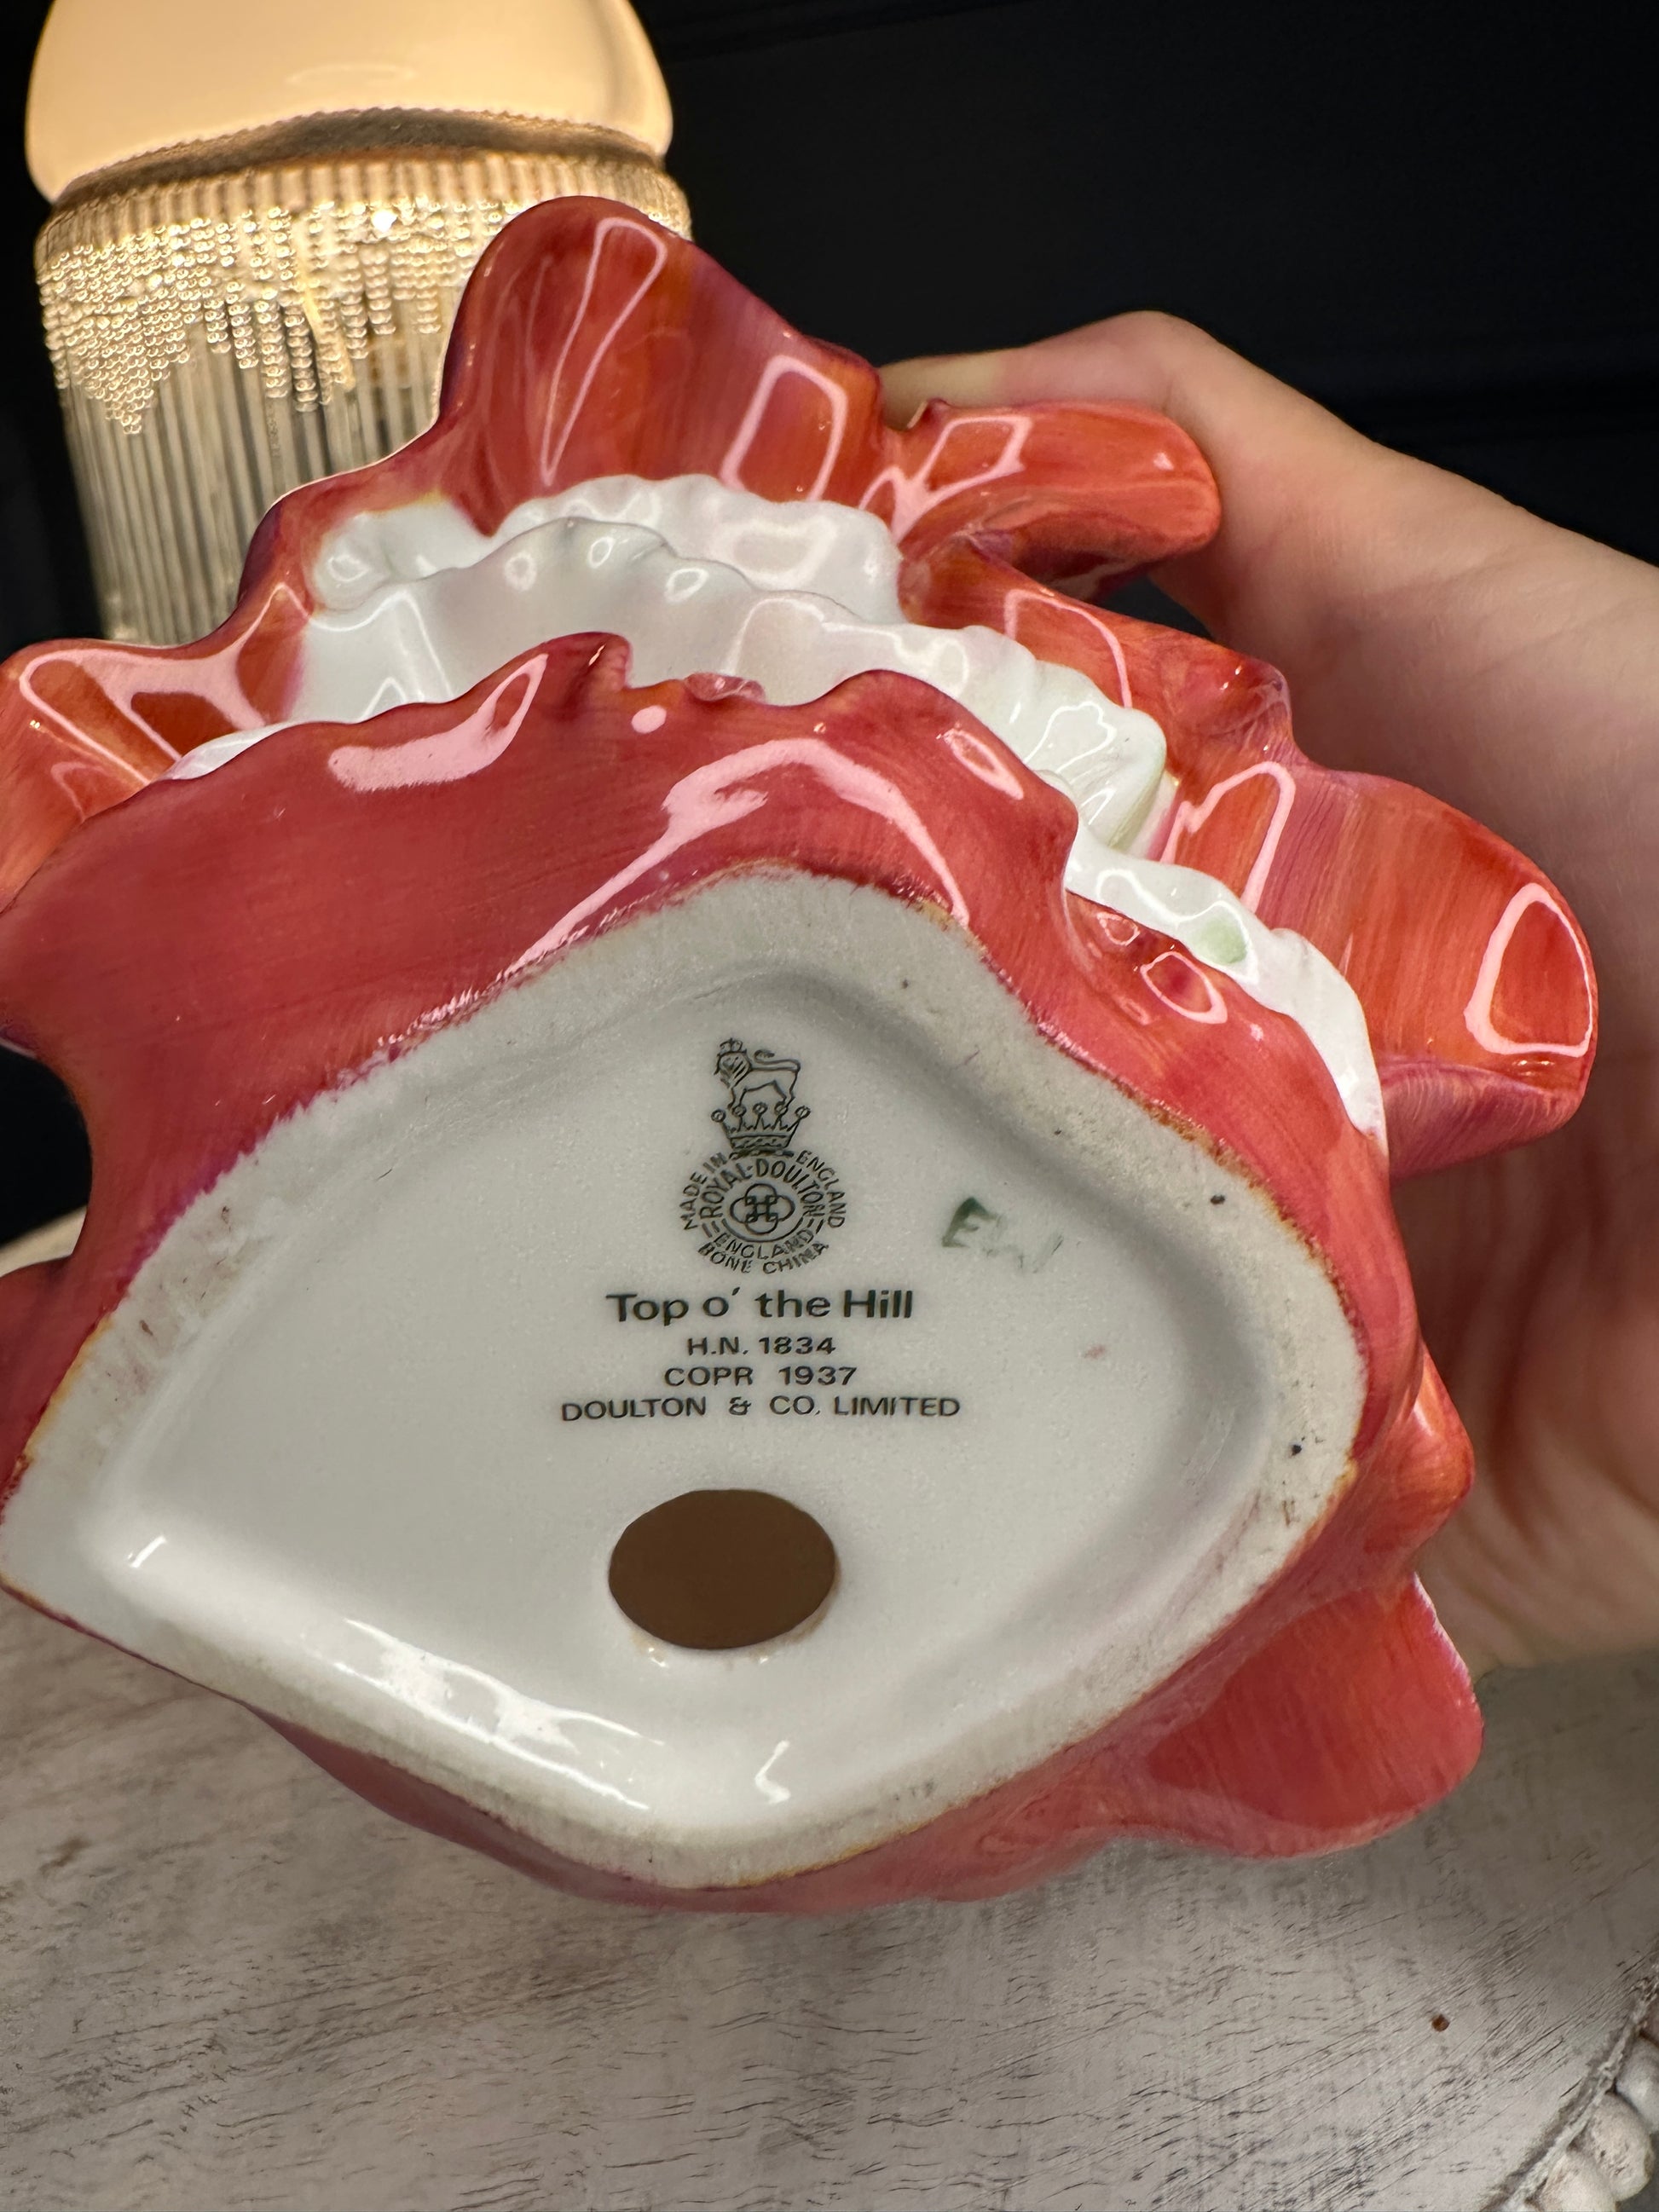 MADE IN ENGLAND
ROYAL·DOULTON
ENGLAND
BONE CHINA
Top o' the Hill
H.N. 1834
COPR 1937
DOULTON & CO. LIMITED